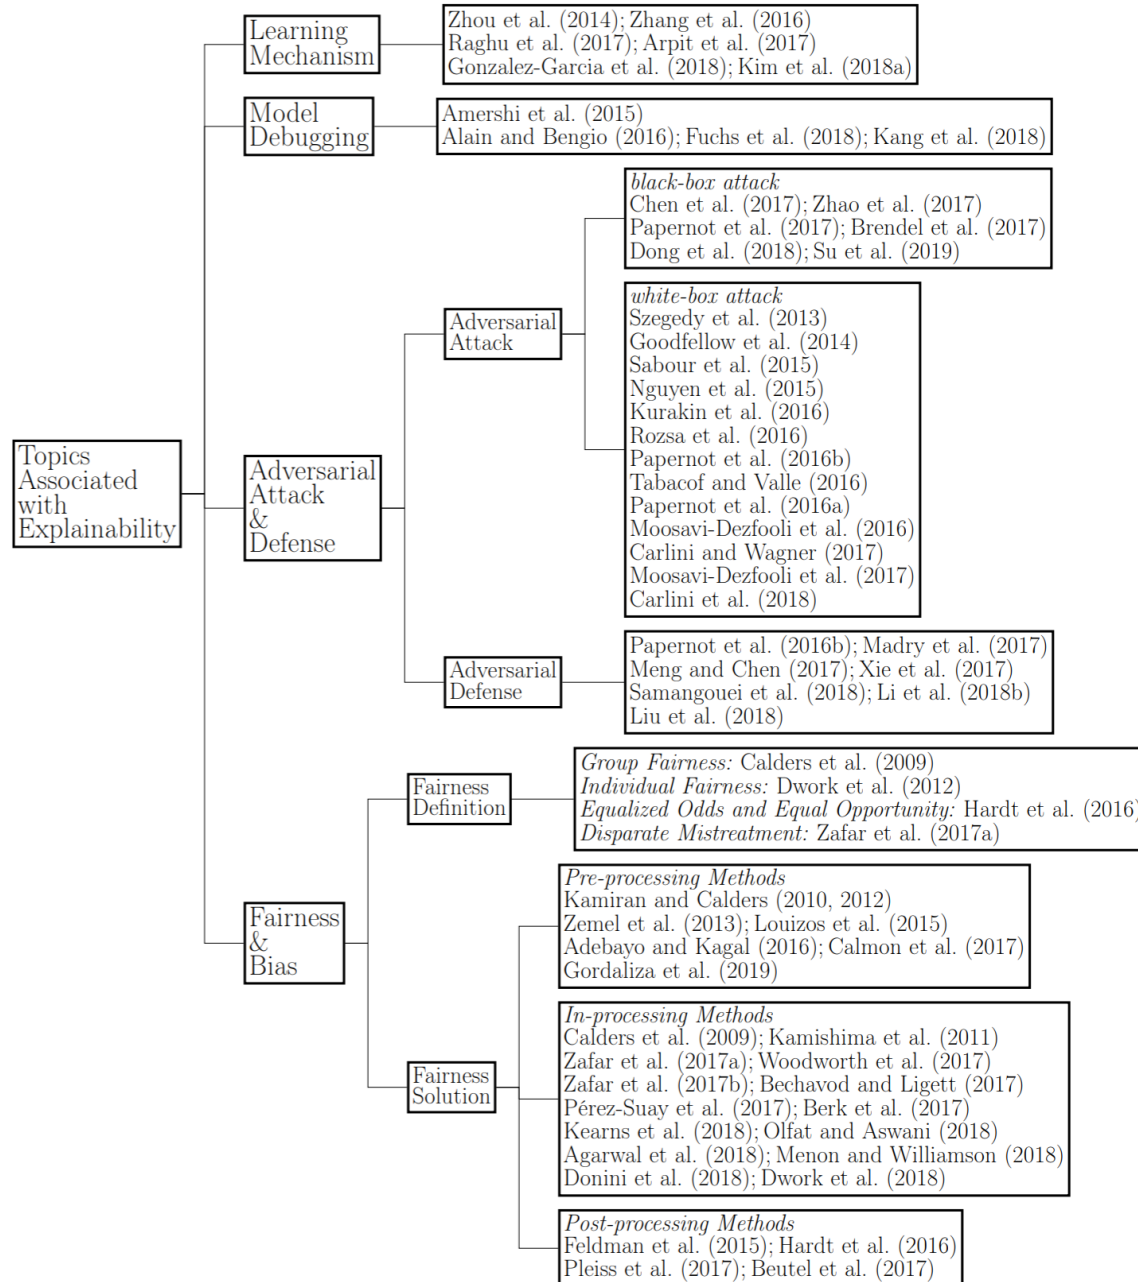 Learning
Mechanism
Zhou et al. (2014); Zhang et al. (2016)
Raghu et al. (2017); Arpit et al. (2017)
Gonzalez-Garcia et al. (2018); Kim et al. (2018a)
Model
Debugging
Amershi et al. (2015)
Alain and Bengio (2016); Fuchs et al. (2018); Kang et al. (2018)
Topics
Associated
with
Explainability
Adversarial
Attack
&
Defense
Adversarial
Attack
black-box attack
Chen et al. (2017); Zhao et al. (2017)
Papernot et al. (2017); Brendel et al. (2017)
Dong et al. (2018); Su et al. (2019)
white-box attack
Szegedy et al. (2013)
Goodfellow et al. (2014)
Sabour et al. (2015)
Nguyen et al. (2015)
Kurakin et al. (2016)
Rozsa et al. (2016)
Papernot et al. (2016b)
Tabacof and Valle (2016)
Papernot et al. (2016a)
Moosavi-Dezfooli et al. (2016)
Carlini and Wagner (2017)
Moosavi-Dezfooli et al. (2017)
Carlini et al. (2018)
Adversarial
Defense
Papernot et al. (2016b); Madry et al. (2017)
Meng and Chen (2017); Xie et al. (2017)
Samangouei et al. (2018); Li et al. (2018b)
Liu et al. (2018)
Fairness
&
Bias
Fairness
Definition
Group Fairness: Calders et al. (2009)
Individual Fairness: Dwork et al. (2012)
Equalized Odds and Equal Opportunity: Hardt et al. (2016)
Disparate Mistreatment: Zafar et al. (2017a)
Fairness
Solution
Pre-processing Methods
Kamiran and Calders (2010, 2012)
Zemel et al. (2013); Louizos et al. (2015)
Adebayo and Kagal (2016); Calmon et al. (2017)
Gordaliza et al. (2019)
In-processing Methods
Calders et al. (2009); Kamishima et al. (2011)
Zafar et al. (2017a); Woodworth et al. (2017)
Zafar et al. (2017b); Bechavod and Ligett (2017)
Pérez-Suay et al. (2017); Berk et al. (2017)
Kearns et al. (2018); Olfat and Aswani (2018)
Agarwal et al. (2018); Menon and Williamson (2018)
Donini et al. (2018); Dwork et al. (2018)
Post-processing Methods
Feldman et al. (2015); Hardt et al. (2016)
Pleiss et al. (2017); Beutel et al. (2017)